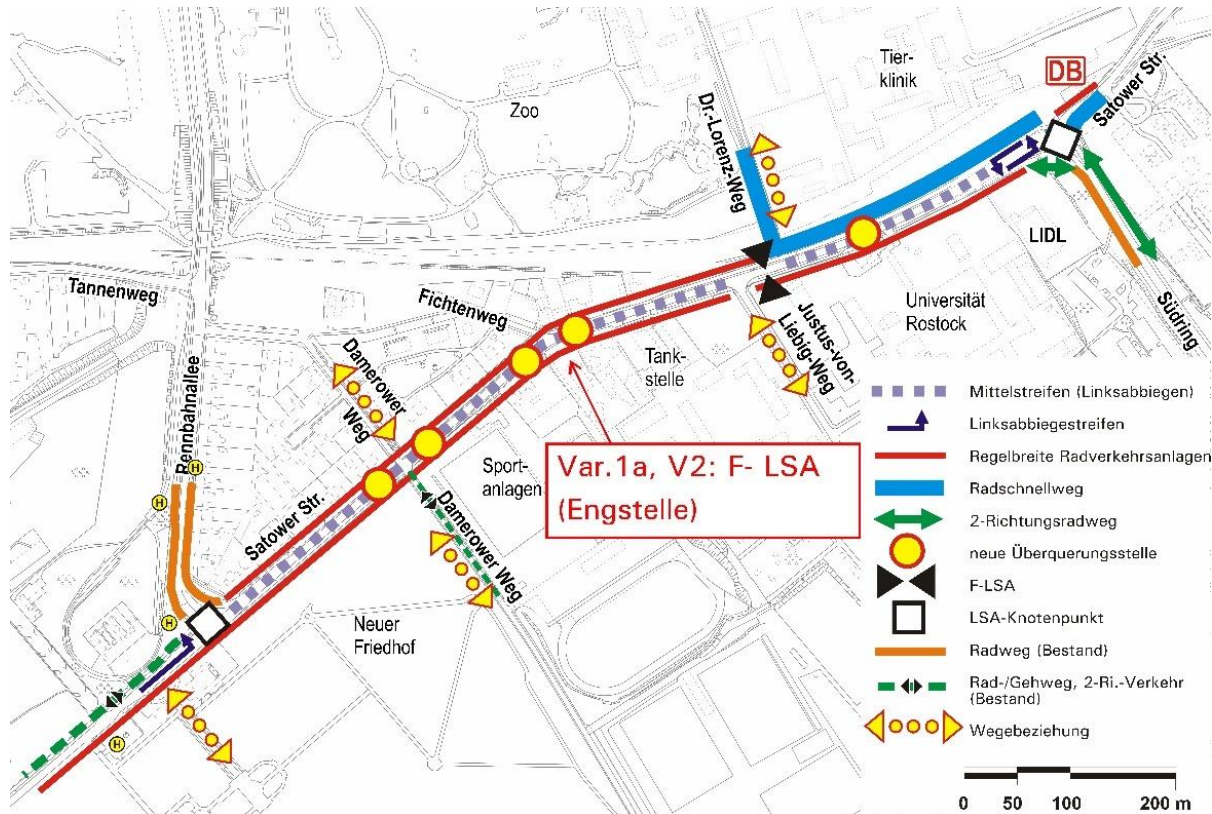 Tier-
klinik
DB
Satower Str.
Zoo
Dr.-Lorenz-Weg
LIDL
Tannenweg
Fichtenweg
Universität
Rostock
Südring
Justus-von-
Liebig-Weg
Tank-
stelle
Rennbahnallee
Damerower
Weg
H
H
Var.1a, V2: F- LSA
(Engstelle)
Sport-
anlagen
Satower Str.
Damerower Weg
Neuer
Friedhof
H
H
Mittelstreifen (Linksabbiegen)
Linksabbiegestreifen
Regelbreite Radverkehrsanlagen
Radschnellweg
2-Richtungsradweg
neue Überquerungsstelle
F-LSA
LSA-Knotenpunkt
Radweg (Bestand)
Rad-/Gehweg, 2-Ri.-Verkehr
(Bestand)
Wegebeziehung
0 50 100 200 m